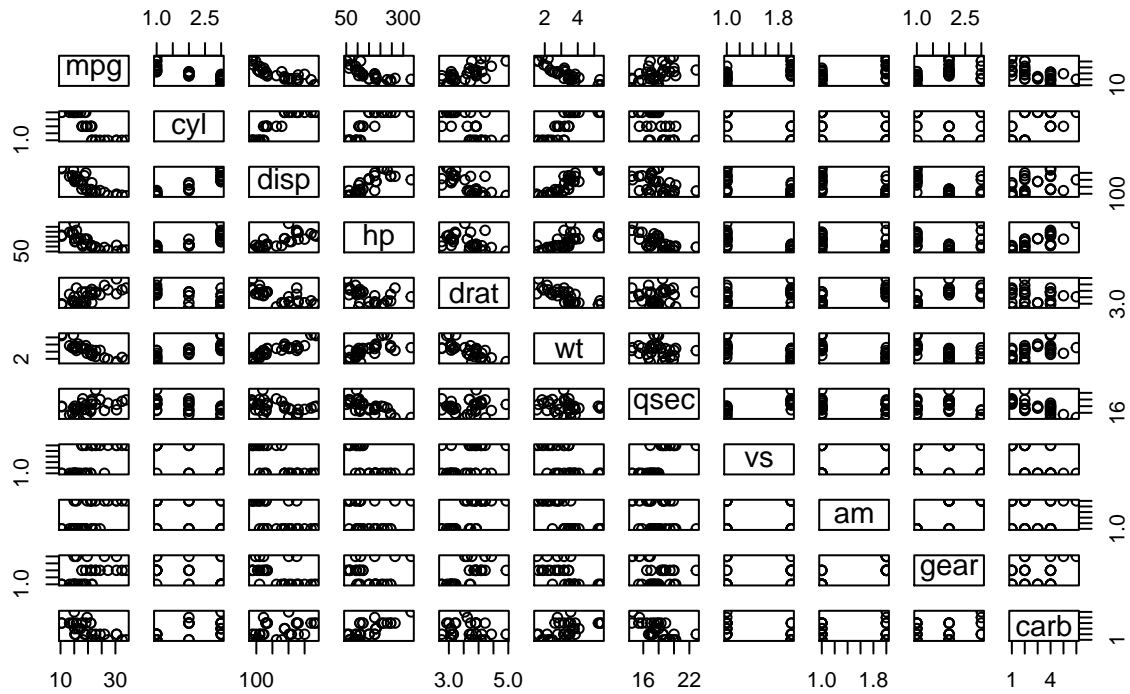 1.0 2.5 50 300 2 4 1.0 1.8 1.0 2.5
mpg 10
1.0 cyl
disp 100
50 hp
drat 3.0
2 wt
qsec 16
1.0 vs
am 1.0
1.0 gear
carb 1
10 30 100 3.0 5.0 16 22 1.0 1.8 1 4